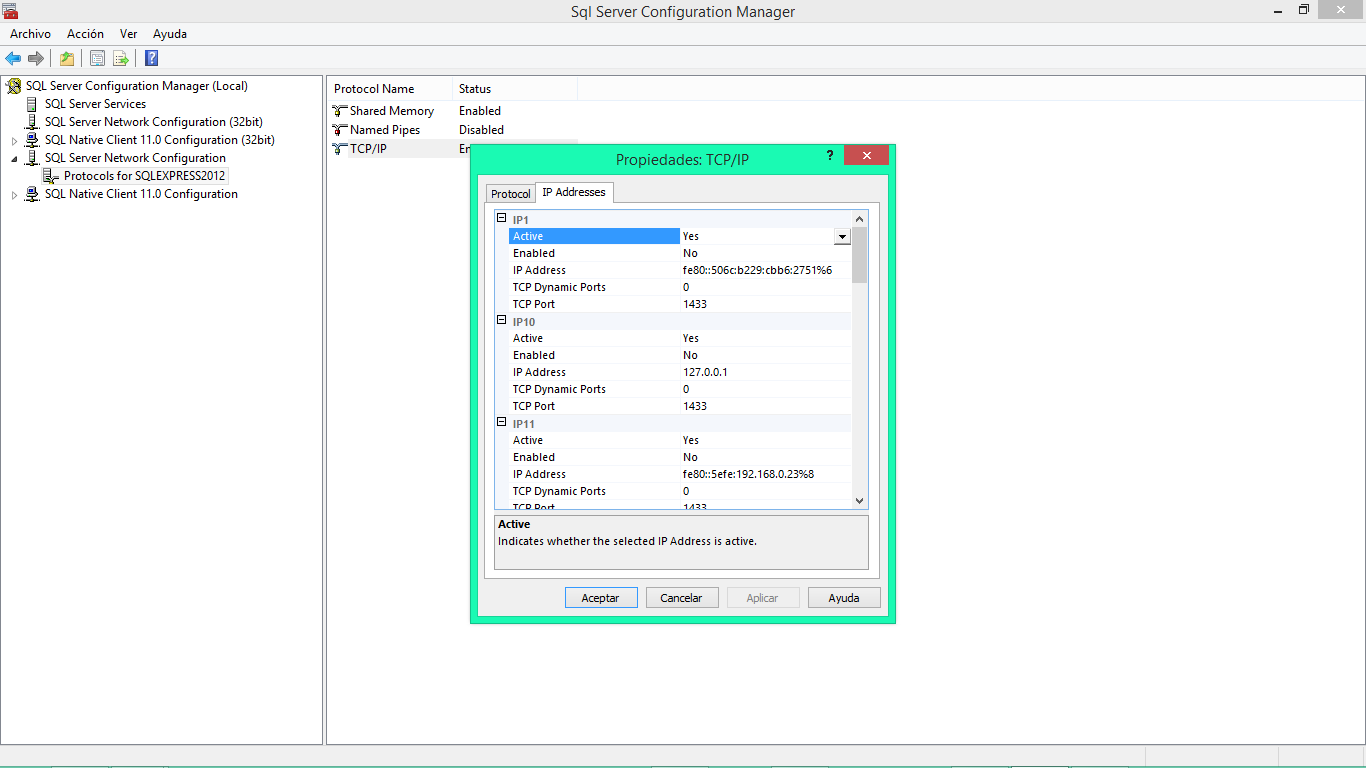 Sql Server Configuration Manager
Archivo Acción Ver Ayuda
SQL Server Configuration Manager (Local)
SQL Server Services
SQL Server Network Configuration (32bit)
SQL Native Client 11.0 Configuration (32bit)
SQL Server Network Configuration
Protocols for SQLEXPRESS2012
SQL Native Client 11.0 Configuration
Protocol Name Status
Shared Memory Enabled
Named Pipes Disabled
TCP/IP
Propiedades: TCP/IP
Protocol IP Addresses
IP1
Active Yes
Enabled No
IP Address fe80::506c:b229:cbb6:2751%6
TCP Dynamic Ports 0
TCP Port 1433
IP10
Active Yes
Enabled No
IP Address 127.0.0.1
TCP Dynamic Ports 0
TCP Port 1433
IP11
Active Yes
Enabled No
IP Address fe80::5efe:192.168.0.23%8
TCP Dynamic Ports 0
TCP Port 1433
Active
Indicates whether the selected IP Address is active.
Aceptar Cancelar Aplicar Ayuda